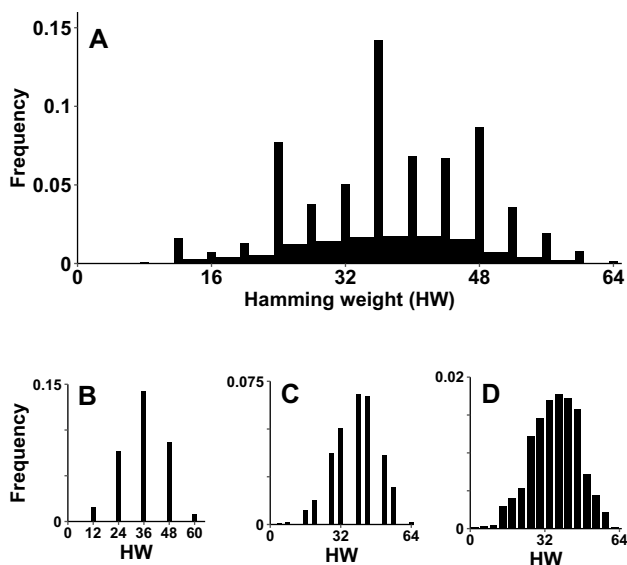 A
0.15
0.1
0.05
0
Frequency
0 16 32 48 64
Hamming weight (HW)
B
0.15
0
Frequency
0 12 24 36 48 60
HW
C
0.075
0
0 32 64
HW
D
0.02
0
0 32 64
HW